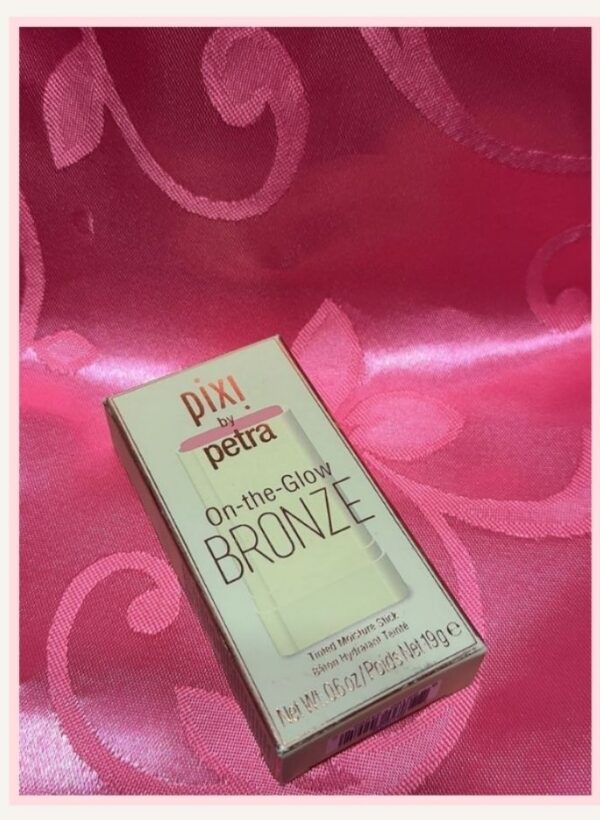 pixi
by
petra
On-the-Glow
BRONZE
Tinted Moisture Stick
Bâton Hydratant Teinté
Net Wt. 0.6 oz/Poids Net 19g ℮